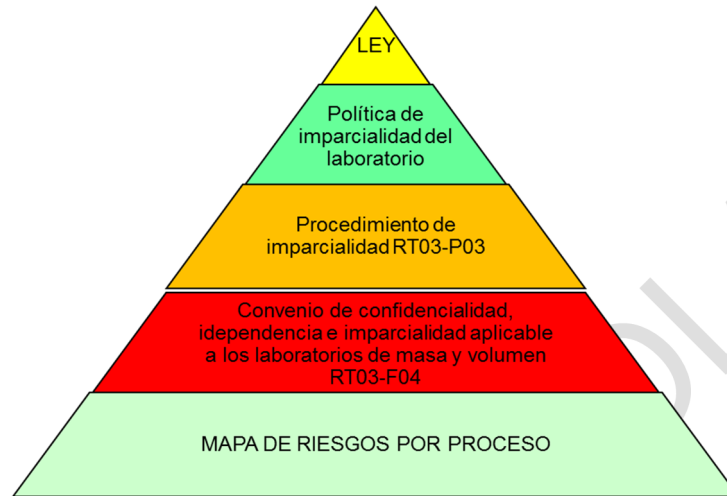 LEY
Política de
imparcialidad del
laboratorio
Procedimiento de
imparcialidad RT03-P03
Convenio de confidencialidad,
idependencia e imparcialidad aplicable
a los laboratorios de masa y volumen
RT03-F04
MAPA DE RIESGOS POR PROCESO